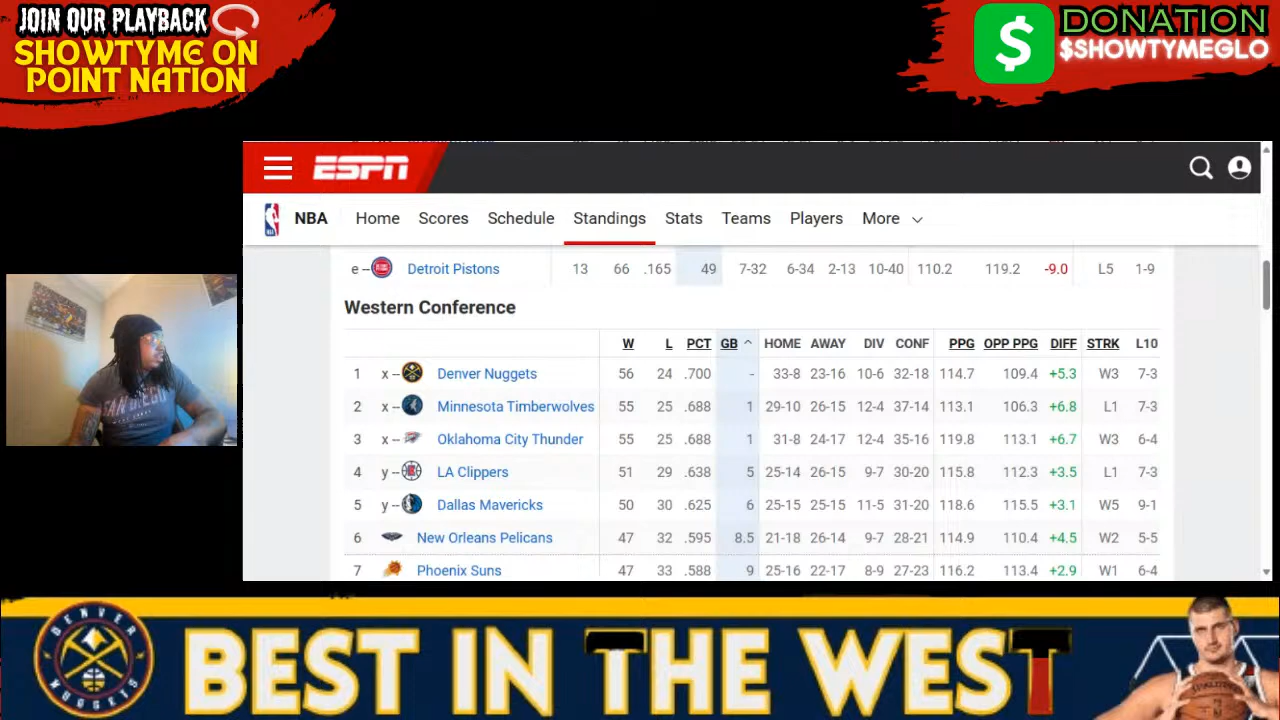 JOIN OUR PLAYBACK
SHOWTYME ON
POINT NATION
DONATION
$SHOWTYMEGLO
ESPN
NBA Home Scores Schedule Standings Stats Teams Players More
e -- Detroit Pistons 13 66 .165 49 7-32 6-34 2-13 10-40 110.2 119.2 -9.0 L5 1-9
Western Conference
W L PCT GB HOME AWAY DIV CONF PPG OPP PPG DIFF STRK L10
1 x -- Denver Nuggets 56 24 .700 - 33-8 23-16 10-6 32-18 114.7 109.4 +5.3 W3 7-3
2 x -- Minnesota Timberwolves 55 25 .688 1 29-10 26-15 12-4 37-14 113.1 106.3 +6.8 L1 7-3
3 x -- Oklahoma City Thunder 55 25 .688 1 31-8 24-17 12-4 35-16 119.8 113.1 +6.7 W3 6-4
4 y -- LA Clippers 51 29 .638 5 25-14 26-15 9-7 30-20 115.8 112.3 +3.5 L1 7-3
5 y -- Dallas Mavericks 50 30 .625 6 25-15 25-15 11-5 31-20 118.6 115.5 +3.1 W5 9-1
6 New Orleans Pelicans 47 32 .595 8.5 21-18 26-14 9-7 28-21 114.9 110.4 +4.5 W2 5-5
7 Phoenix Suns 47 33 .588 9 25-16 22-17 8-9 27-23 116.2 113.4 +2.9 W1 6-4
DENVER NUGGETS
BEST IN THE WEST